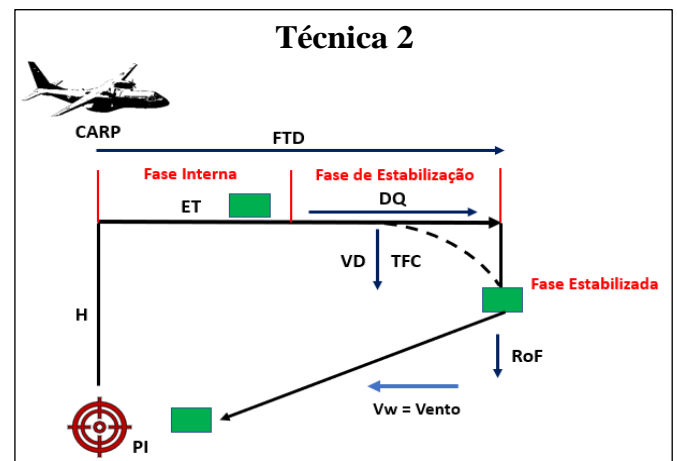 Técnica 2
CARP
FTD
Fase Interna
Fase de Estabilização
ET
DQ
VD
TFC
Fase Estabilizada
H
RoF
Vw = Vento
PI